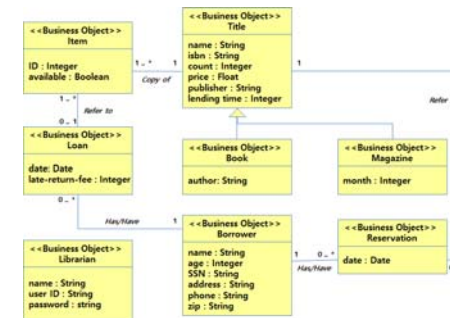 <<Business Object>>
Item
ID : Integer
available : Boolean
1..*
1
Copy of
<<Business Object>>
Title
name : String
isbn : String
count : Integer
price : Float
publisher : String
lending time : Integer
1
Refer
1..*
Refer to
0..1
<<Business Object>>
Loan
date: Date
late-return-fee : Integer
0..*
<<Business Object>>
Book
author: String
<<Business Object>>
Magazine
month : Integer
Has/Have
1
<<Business Object>>
Librarian
name : String
user ID : String
password : string
<<Business Object>>
Borrower
name : String
age : Integer
SSN : String
address : String
phone : String
zip : String
1
0..*
Has/Have
<<Business Object>>
Reservation
date : Date